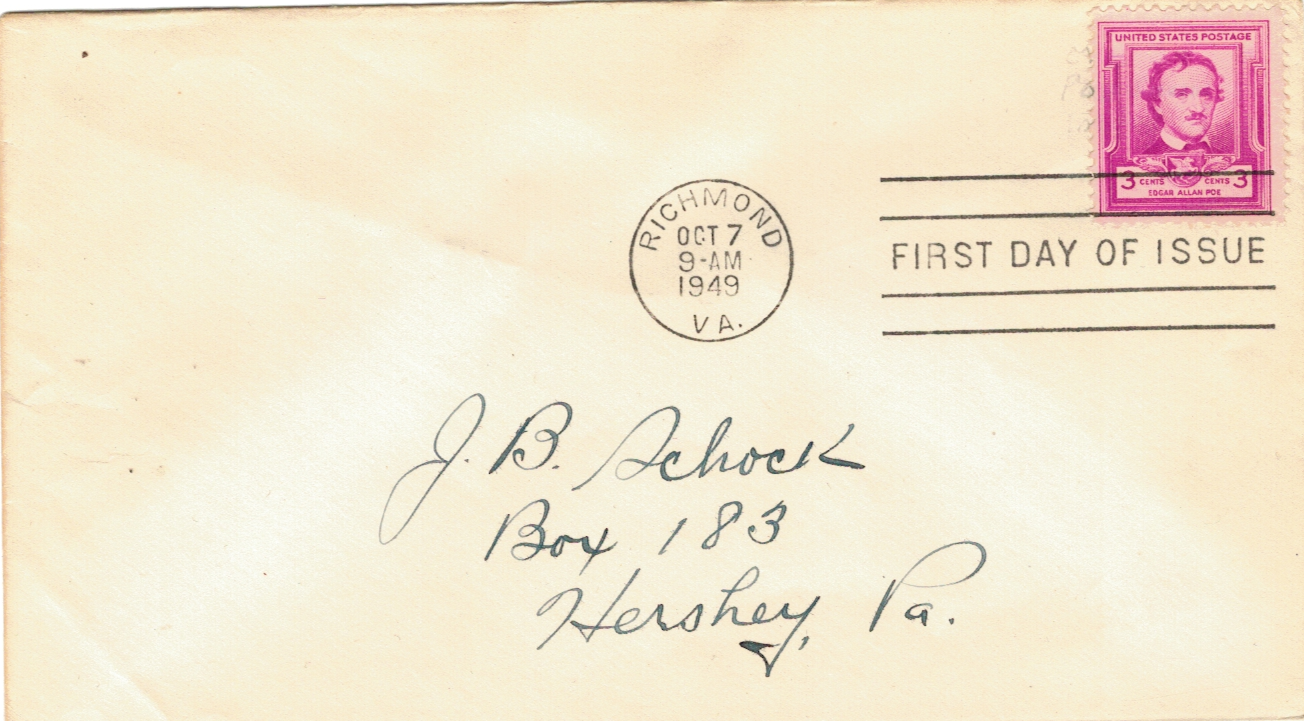 UNITED STATES POSTAGE
3 CENTS CENTS 3
EDGAR ALLAN POE
RICHMOND
OCT 7
9-AM
1949
VA.
FIRST DAY OF ISSUE
J. B. Schock
Box 183
Hershey, Pa.